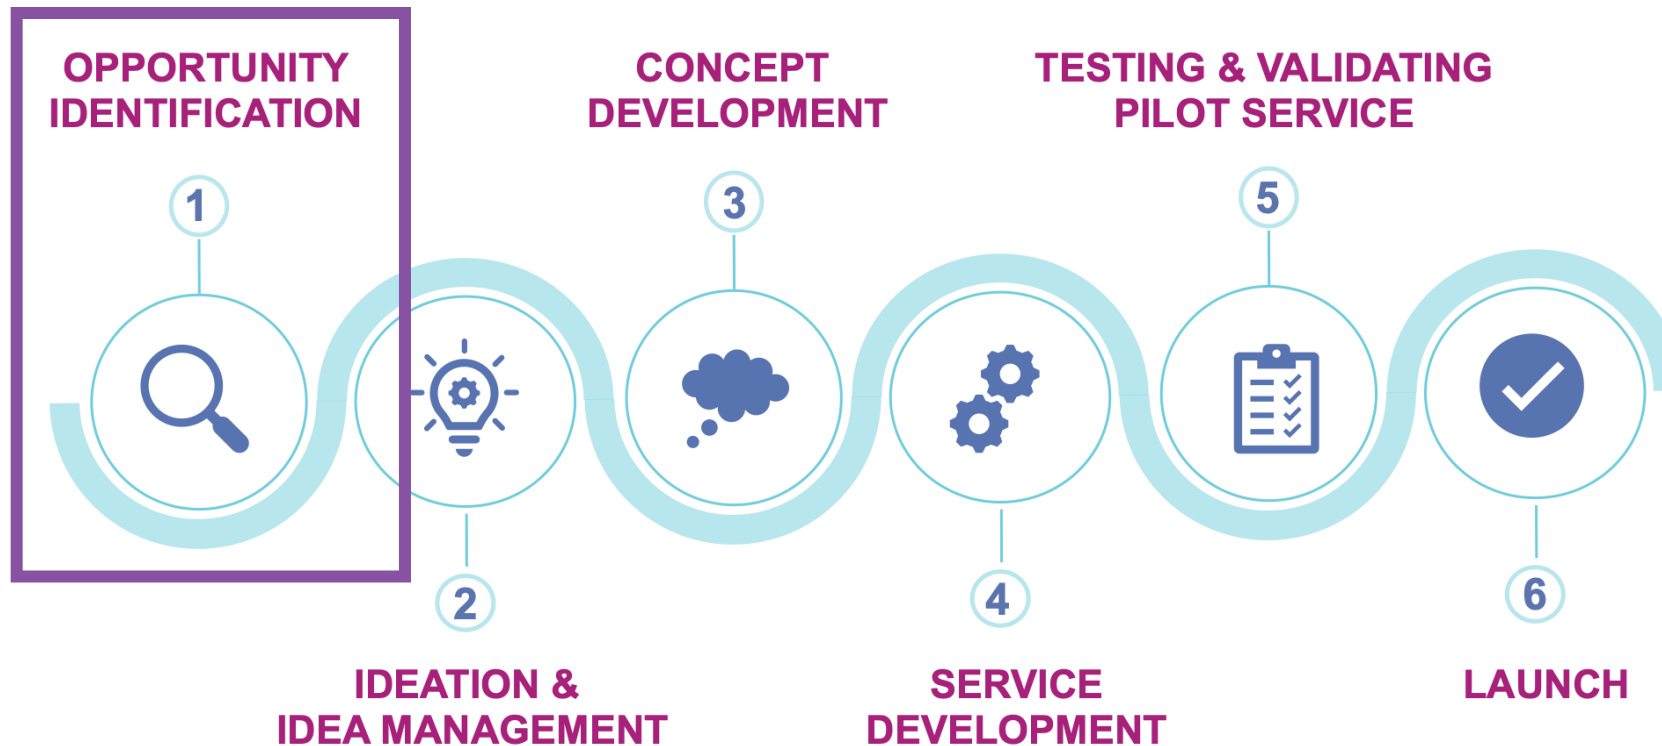 OPPORTUNITY
IDENTIFICATION
1
2
IDEATION &
IDEA MANAGEMENT
CONCEPT
DEVELOPMENT
3
4
SERVICE
DEVELOPMENT
TESTING & VALIDATING
PILOT SERVICE
5
6
LAUNCH